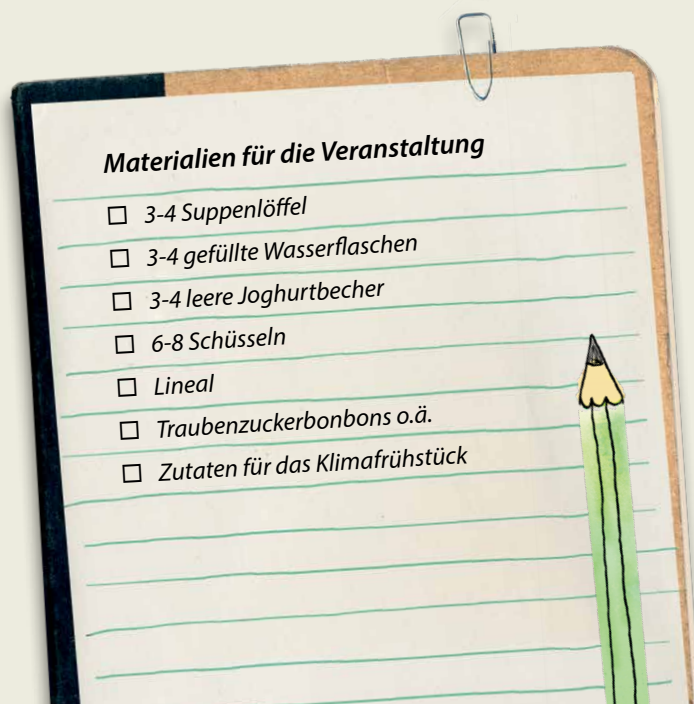 Materialien für die Veranstaltung
☐ 3-4 Suppenlöffel
☐ 3-4 gefüllte Wasserflaschen
☐ 3-4 leere Joghurtbecher
☐ 6-8 Schüsseln
☐ Lineal
☐ Traubenzuckerbonbons o.ä.
☐ Zutaten für das Klimafrühstück